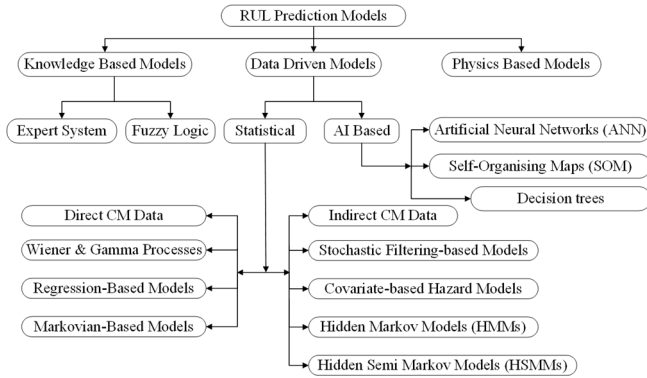 RUL Prediction Models
Knowledge Based Models
Data Driven Models
Physics Based Models
Expert System
Fuzzy Logic
Statistical
AI Based
Artificial Neural Networks (ANN)
Self-Organising Maps (SOM)
Decision trees
Direct CM Data
Wiener & Gamma Processes
Regression-Based Models
Markovian-Based Models
Indirect CM Data
Stochastic Filtering-based Models
Covariate-based Hazard Models
Hidden Markov Models (HMMs)
Hidden Semi Markov Models (HSMMs)